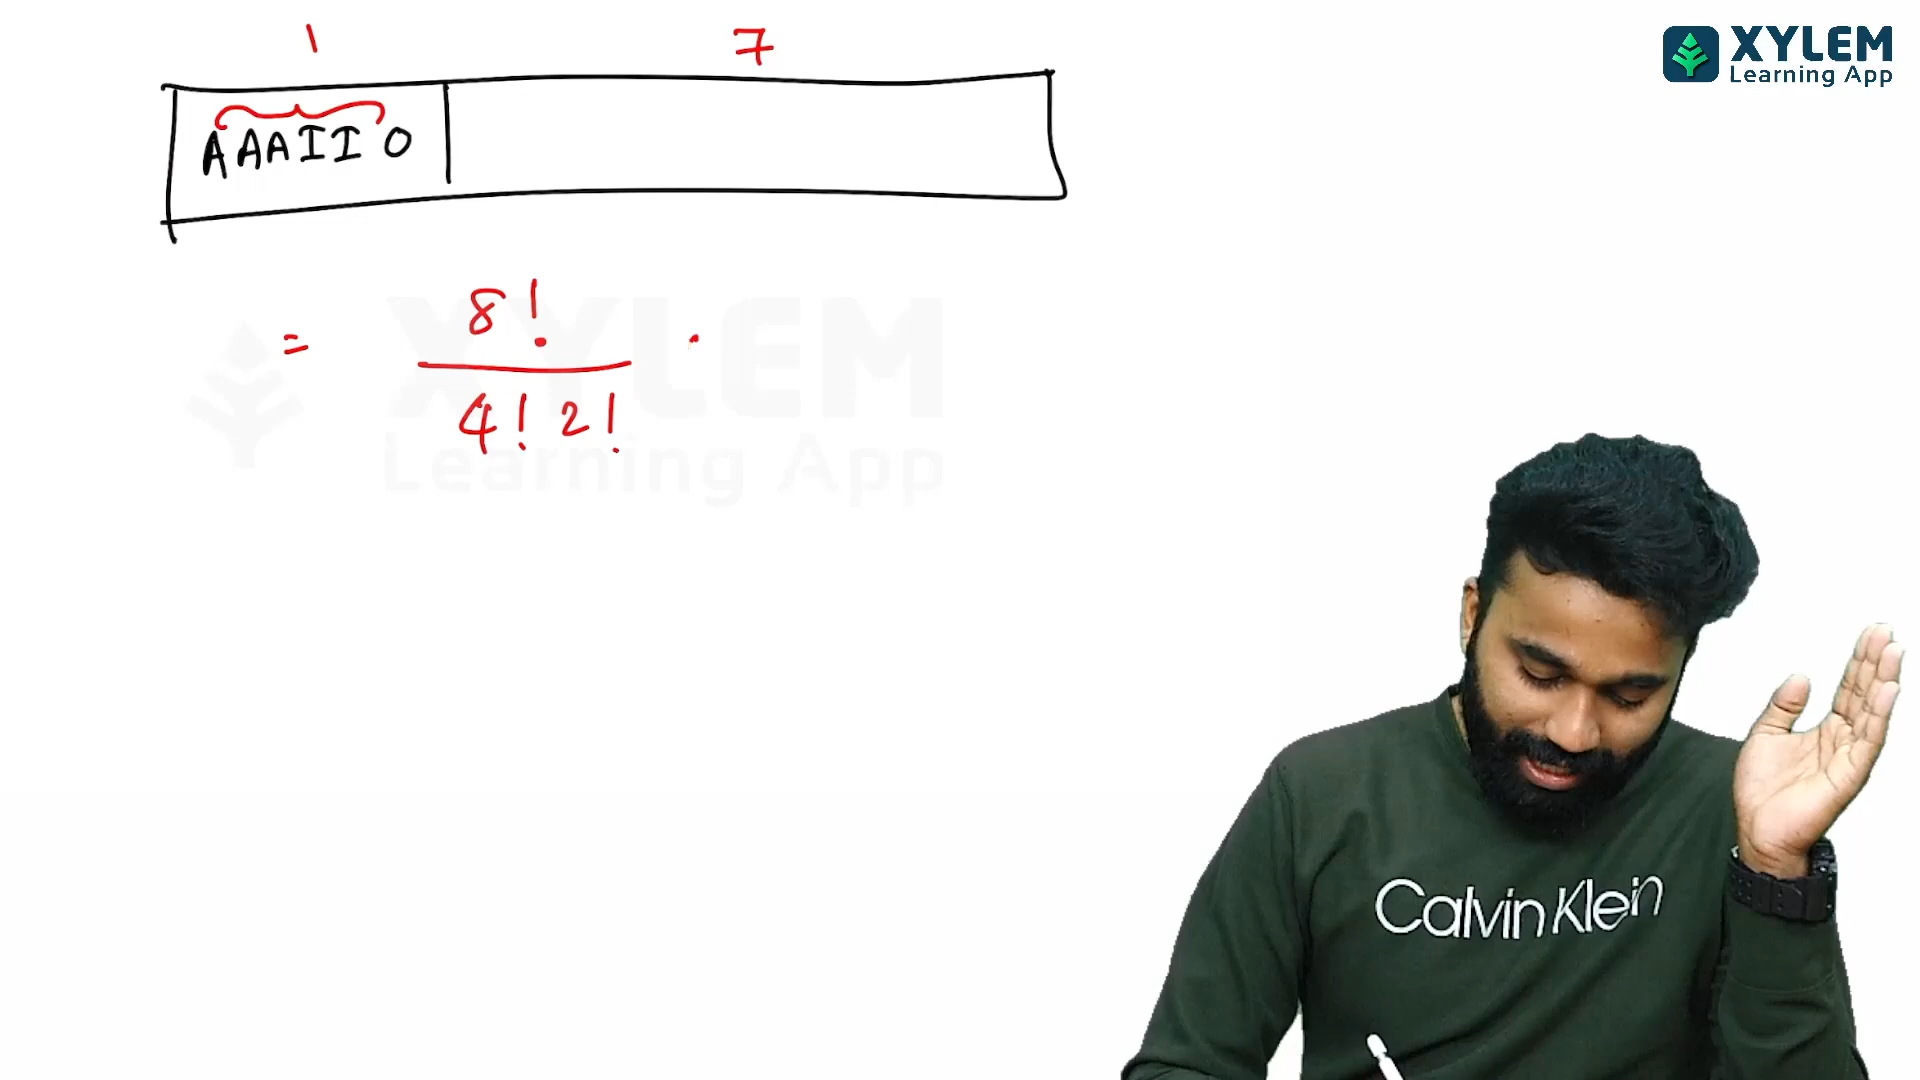 1 7
XYLEM
Learning App
AAAIIO
= 8! .
4! 2!
XYLEM
Learning App
Calvin Klein